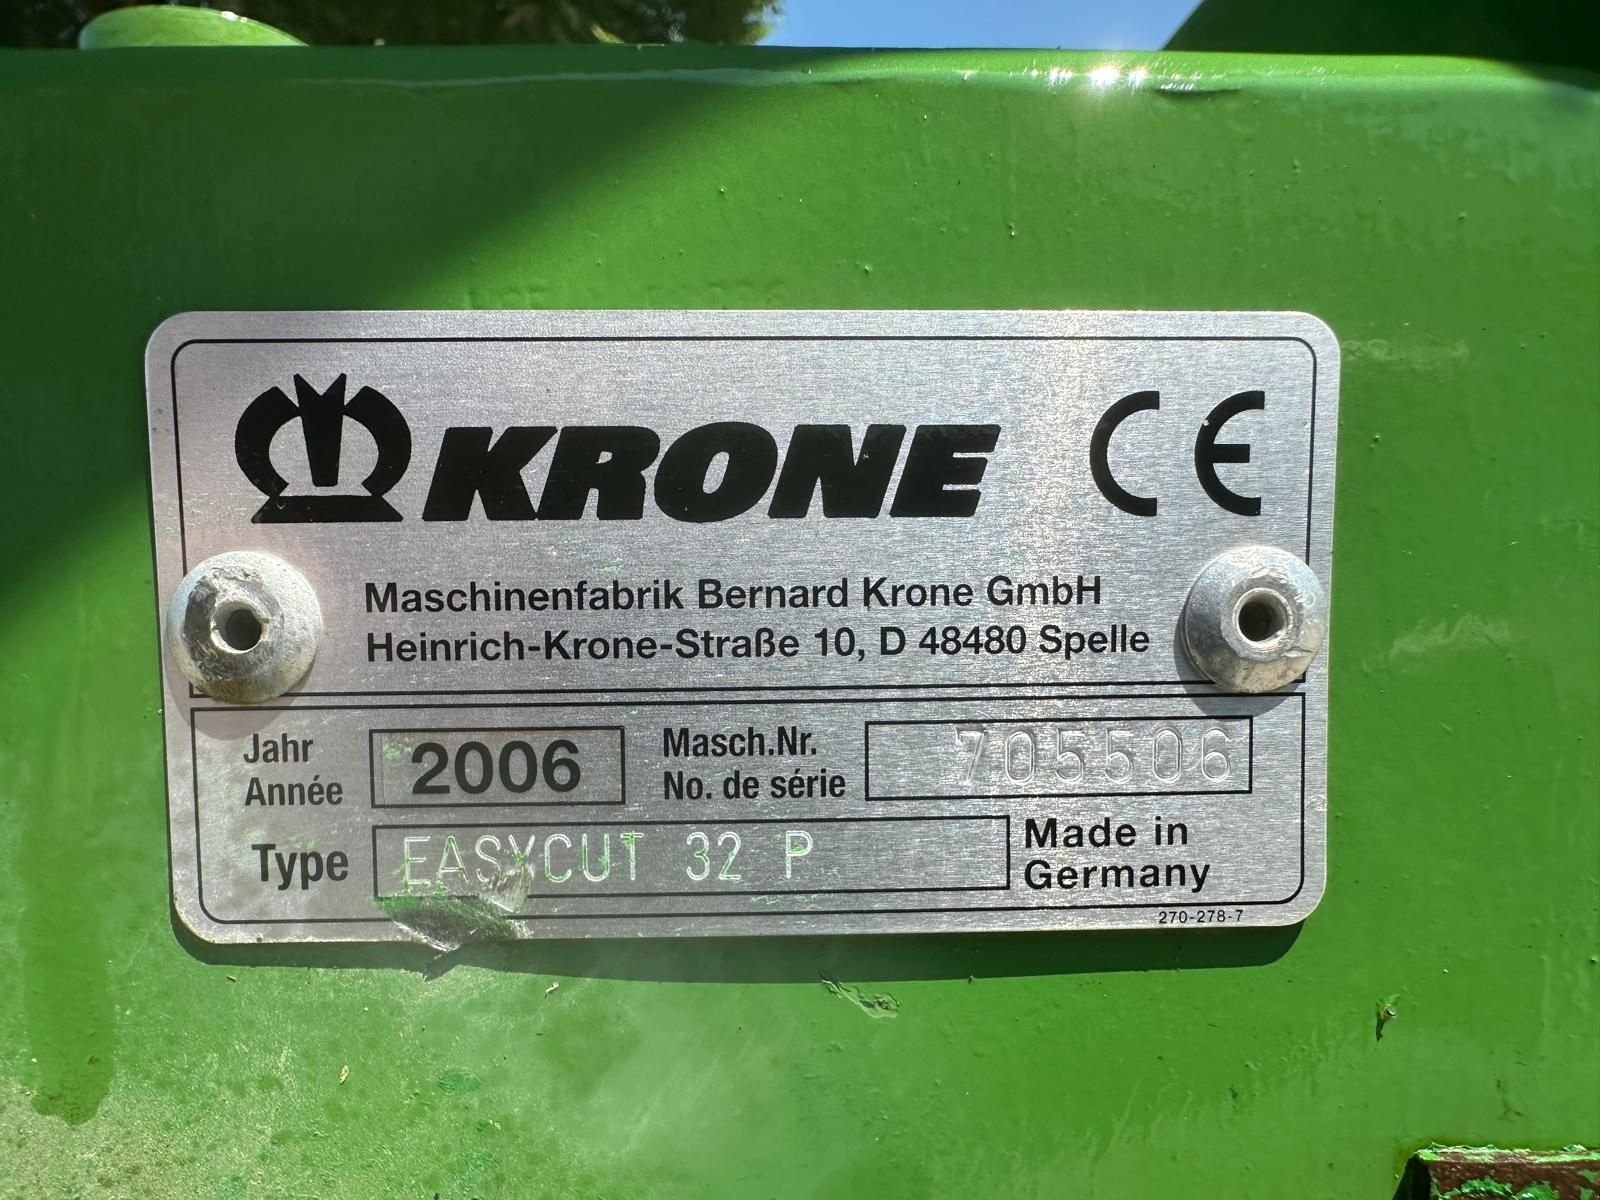 KRONE CE
Maschinenfabrik Bernard Krone GmbH
Heinrich-Krone-Straße 10, D 48480 Spelle
Jahr
Année
2006
Masch.Nr.
No. de série
705506
Type
EASYCUT 32 P
Made in
Germany
270-278-7